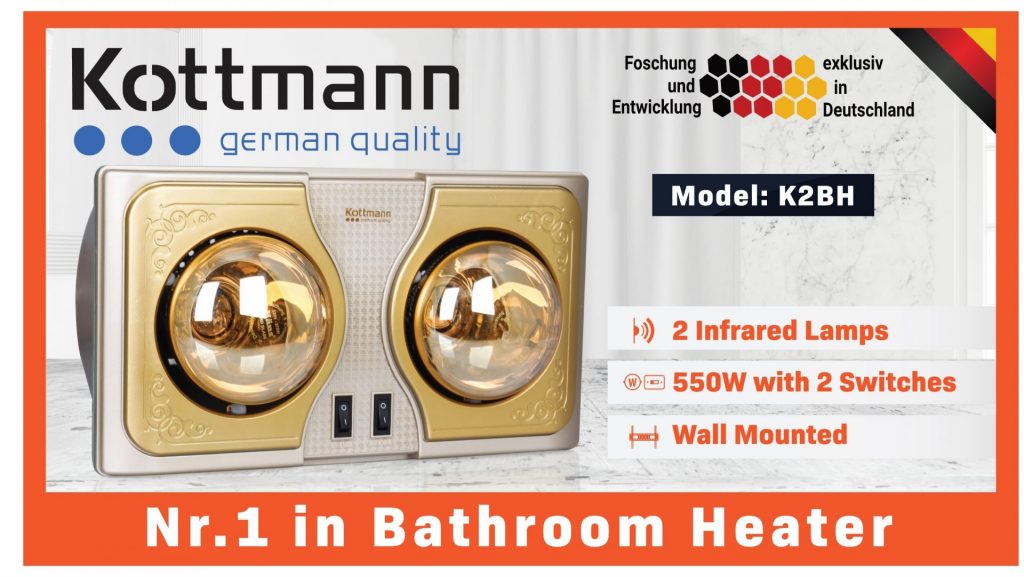 Kottmann
german quality
Foschung
und
Entwicklung
exklusiv
in
Deutschland
Model: K2BH
Kottmann
2 Infrared Lamps
W
550W with 2 Switches
Wall Mounted
Nr.1 in Bathroom Heater